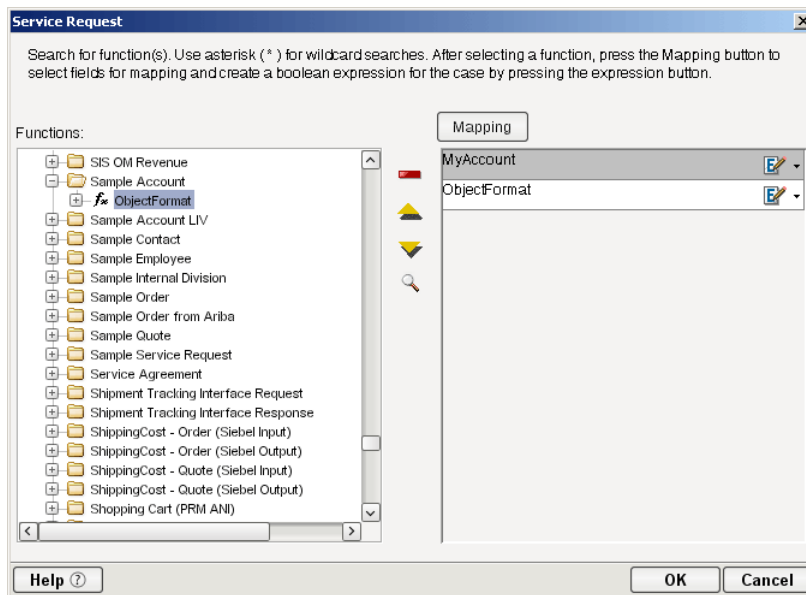 Service Request
Search for function(s). Use asterisk ( * ) for wildcard searches. After selecting a function, press the Mapping button to
select fields for mapping and create a boolean expression for the case by pressing the expression button.
Functions:
Mapping
SIS OM Revenue
Sample Account
ObjectFormat
Sample Account LIV
Sample Contact
Sample Employee
Sample Internal Division
Sample Order
Sample Order from Ariba
Sample Quote
Sample Service Request
Service Agreement
Shipment Tracking Interface Request
Shipment Tracking Interface Response
ShippingCost - Order (Siebel Input)
ShippingCost - Order (Siebel Output)
ShippingCost - Quote (Siebel Input)
ShippingCost - Quote (Siebel Output)
Shopping Cart (PRM ANI)
MyAccount
ObjectFormat
Help
OK
Cancel